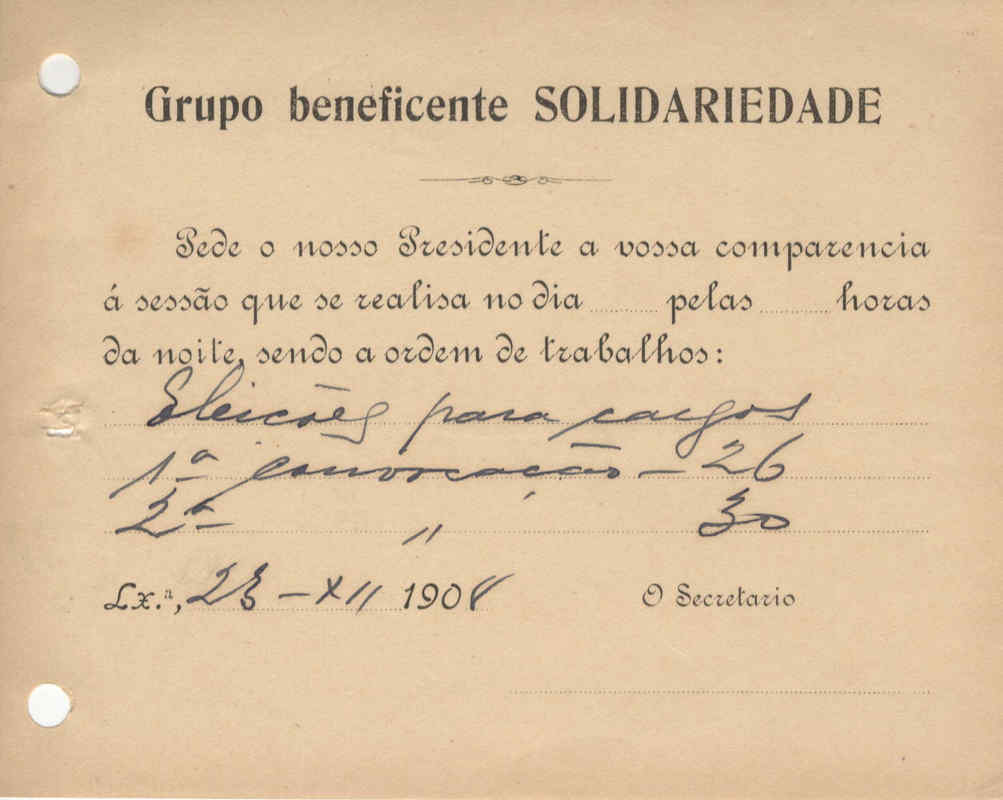 Grupo beneficente SOLIDARIEDADE
Pede o nosso Presidente a vossa comparencia
á sessão que se realisa no dia ........ pelas ........ horas
da noite, sendo a ordem de trabalhos:
Eleições para cargos
1ª convocação - 26
2ª " 30
Lx.ª, 23 - XII 1908 O Secretario